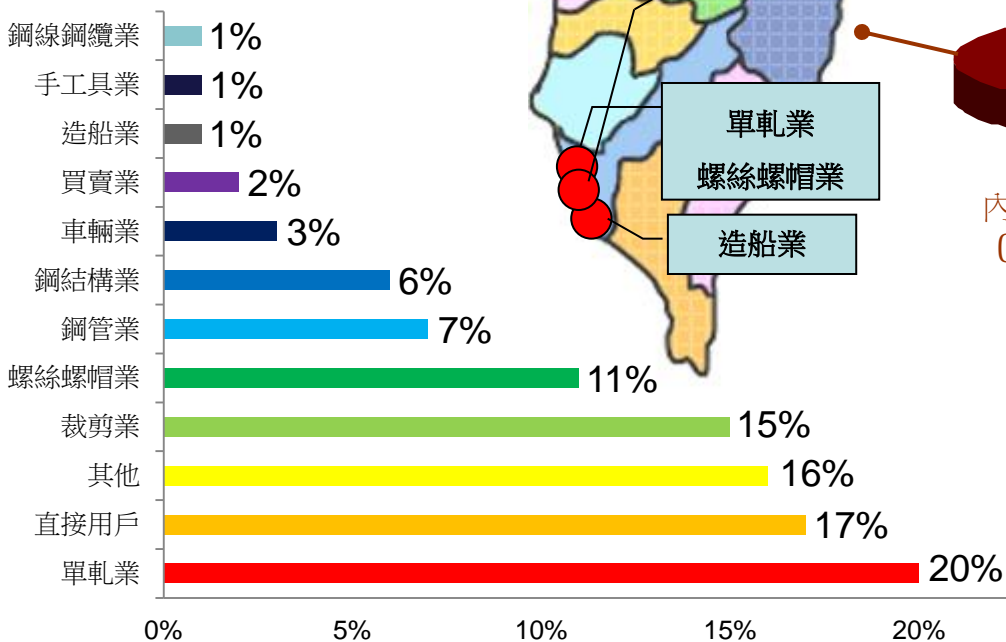 鋼線鋼纜業 1%
手工具業 1%
造船業 1%
買賣業 2%
車輛業 3%
鋼結構業 6%
鋼管業 7%
螺絲螺帽業 11%
裁剪業 15%
其他 16%
直接用戶 17%
單軋業 20%
0% 5% 10% 15% 20%
單軋業
螺絲螺帽業
造船業
內